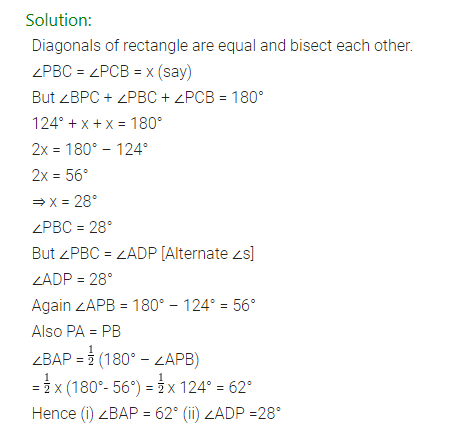 Solution:
Diagonals of rectangle are equal and bisect each other.
∠PBC = ∠PCB = x (say)
But ∠BPC + ∠PBC + ∠PCB = 180°
124° + x + x = 180°
2x = 180° – 124°
2x = 56°
⇒ x = 28°
∠PBC = 28°
But ∠PBC = ∠ADP [Alternate ∠s]
∠ADP = 28°
Again ∠APB = 180° – 124° = 56°
Also PA = PB
∠BAP = 1/2 (180° – ∠APB)
= 1/2 x (180°- 56°) = 1/2 x 124° = 62°
Hence (i) ∠BAP = 62° (ii) ∠ADP =28°